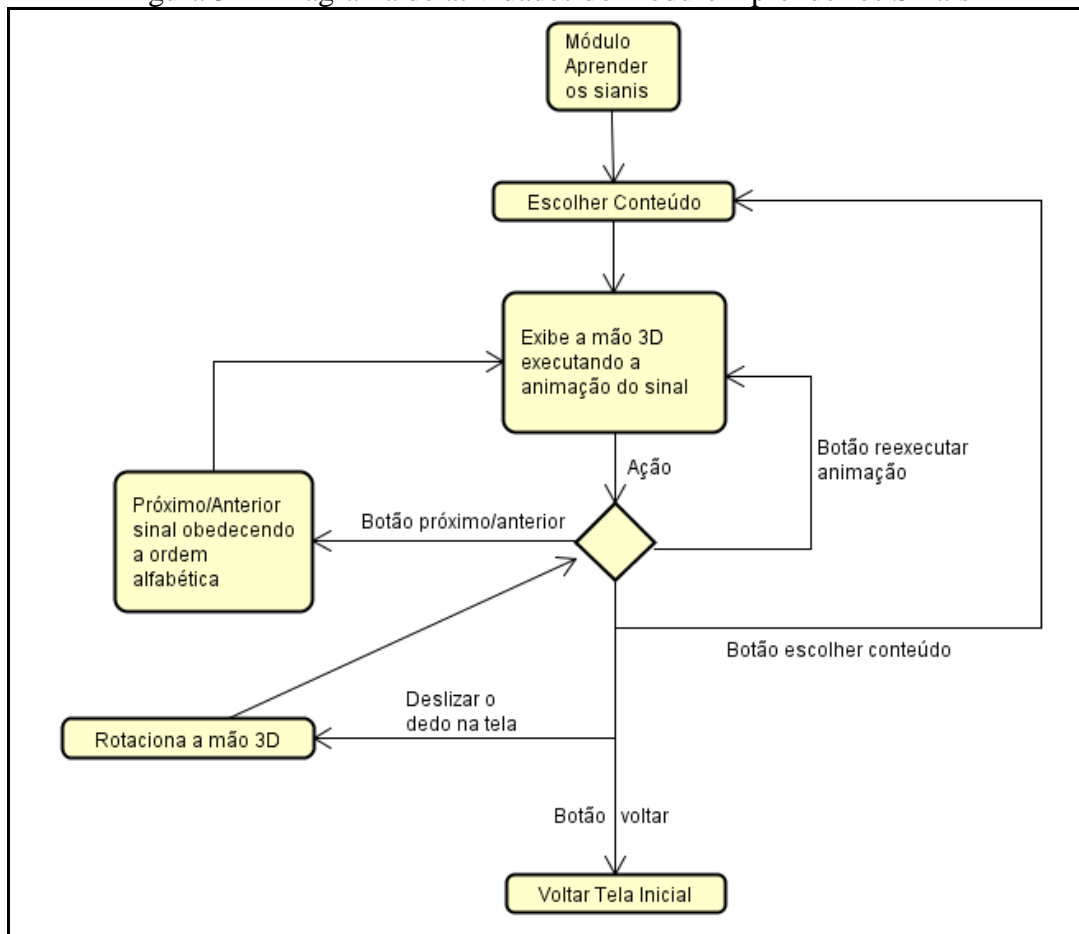 Módulo
Aprender
os sianis
Escolher Conteúdo
Exibe a mão 3D
executando a
animação do sinal
Ação
Botão reexecutar
animação
Próximo/Anterior
sinal obedecendo
a ordem
alfabética
Botão próximo/anterior
Botão escolher conteúdo
Deslizar o
dedo na tela
Rotaciona a mão 3D
Botão voltar
Voltar Tela Inicial